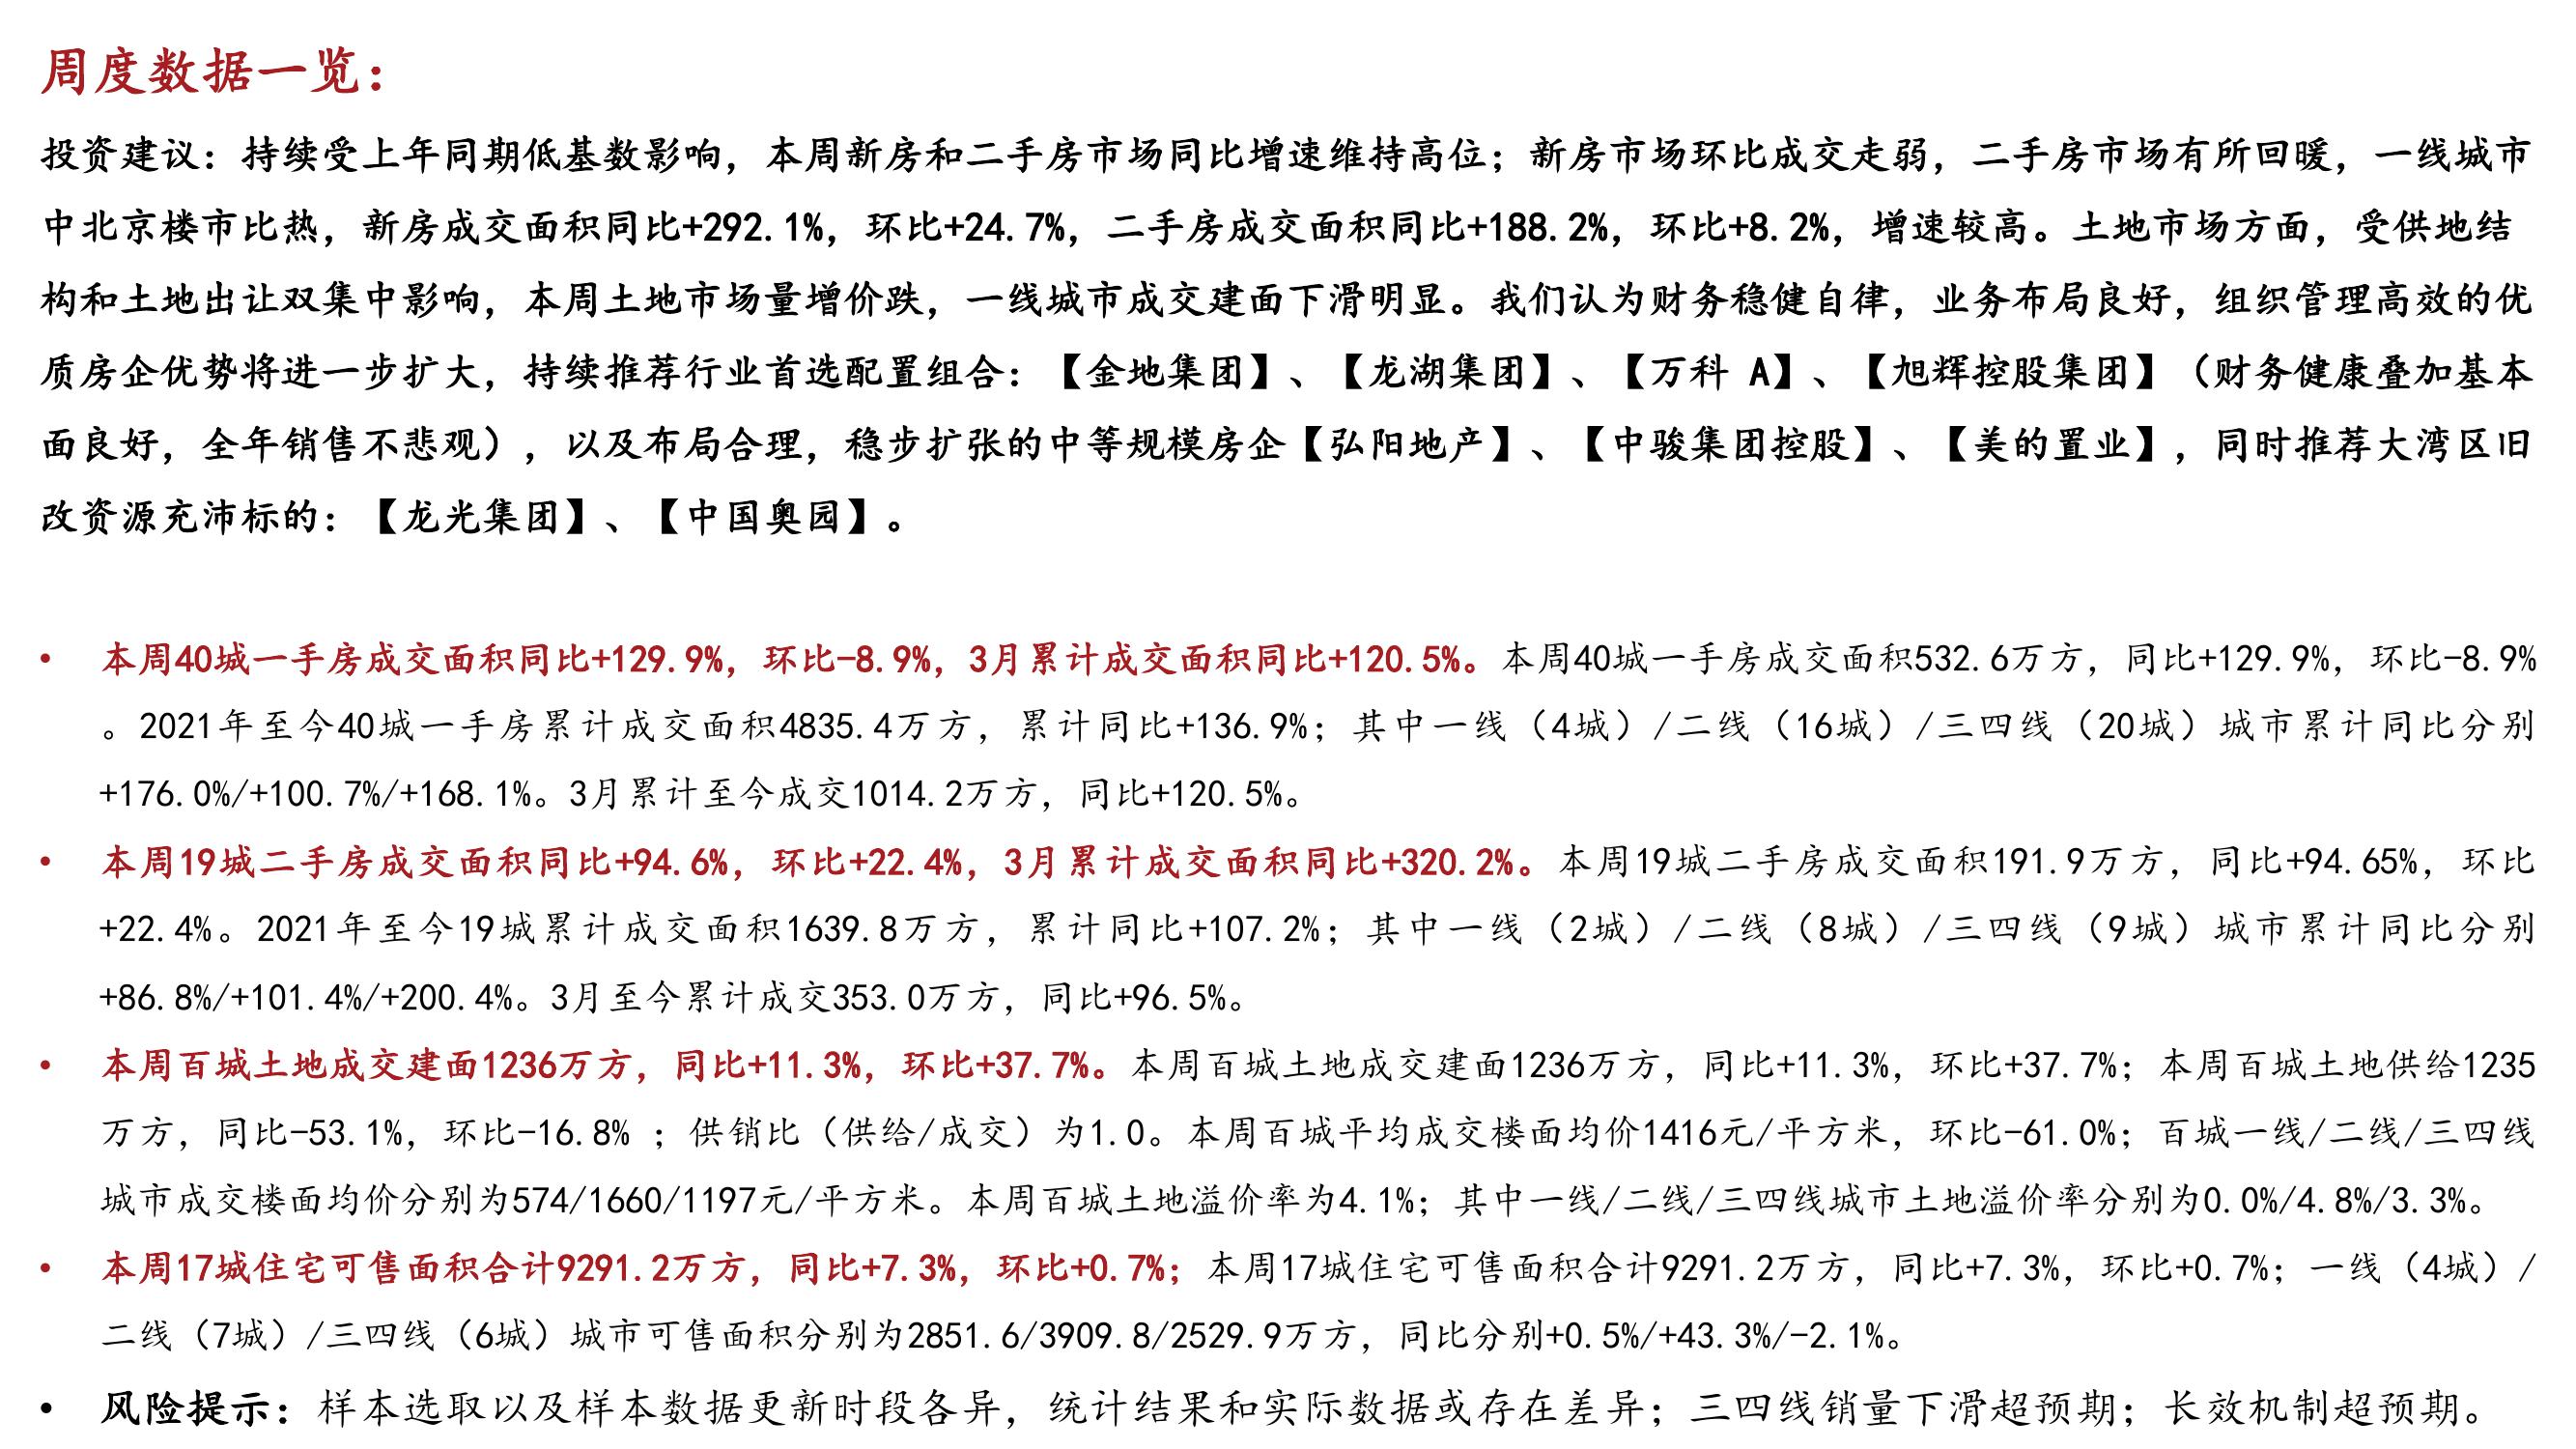 周度数据一览：
投资建议：持续受上年同期低基数影响，本周新房和二手房市场同比增速维持高位；新房市场环比成交走弱，二手房市场有所回暖，一线城市
中北京楼市比热，新房成交面积同比+292.1%，环比+24.7%，二手房成交面积同比+188.2%，环比+8.2%，增速较高。土地市场方面，受供地结
构和土地出让双集中影响，本周土地市场量增价跌，一线城市成交建面下滑明显。我们认为财务稳健自律，业务布局良好，组织管理高效的优
质房企优势将进一步扩大，持续推荐行业首选配置组合：【金地集团】、【龙湖集团】、【万科 A】、【旭辉控股集团】（财务健康叠加基本
面良好，全年销售不悲观），以及布局合理，稳步扩张的中等规模房企【弘阳地产】、【中骏集团控股】、【美的置业】，同时推荐大湾区旧
改资源充沛标的：【龙光集团】、【中国奥园】。
• 本周40城一手房成交面积同比+129.9%，环比-8.9%，3月累计成交面积同比+120.5%。本周40城一手房成交面积532.6万方，同比+129.9%，环比-8.9%
。2021年至今40城一手房累计成交面积4835.4万方，累计同比+136.9%；其中一线（4城）/二线（16城）/三四线（20城）城市累计同比分别
+176.0%/+100.7%/+168.1%。3月累计至今成交1014.2万方，同比+120.5%。
• 本周19城二手房成交面积同比+94.6%，环比+22.4%，3月累计成交面积同比+320.2%。本周19城二手房成交面积191.9万方，同比+94.65%，环比
+22.4%。2021年至今19城累计成交面积1639.8万方，累计同比+107.2%；其中一线（2城）/二线（8城）/三四线（9城）城市累计同比分别
+86.8%/+101.4%/+200.4%。3月至今累计成交353.0万方，同比+96.5%。
• 本周百城土地成交建面1236万方，同比+11.3%，环比+37.7%。本周百城土地成交建面1236万方，同比+11.3%，环比+37.7%；本周百城土地供给1235
万方，同比-53.1%，环比-16.8% ；供销比（供给/成交）为1.0。本周百城平均成交楼面均价1416元/平方米，环比-61.0%；百城一线/二线/三四线
城市成交楼面均价分别为574/1660/1197元/平方米。本周百城土地溢价率为4.1%；其中一线/二线/三四线城市土地溢价率分别为0.0%/4.8%/3.3%。
• 本周17城住宅可售面积合计9291.2万方，同比+7.3%，环比+0.7%；本周17城住宅可售面积合计9291.2万方，同比+7.3%，环比+0.7%；一线（4城）/
二线（7城）/三四线（6城）城市可售面积分别为2851.6/3909.8/2529.9万方，同比分别+0.5%/+43.3%/-2.1%。
• 风险提示：样本选取以及样本数据更新时段各异，统计结果和实际数据或存在差异；三四线销量下滑超预期；长效机制超预期。